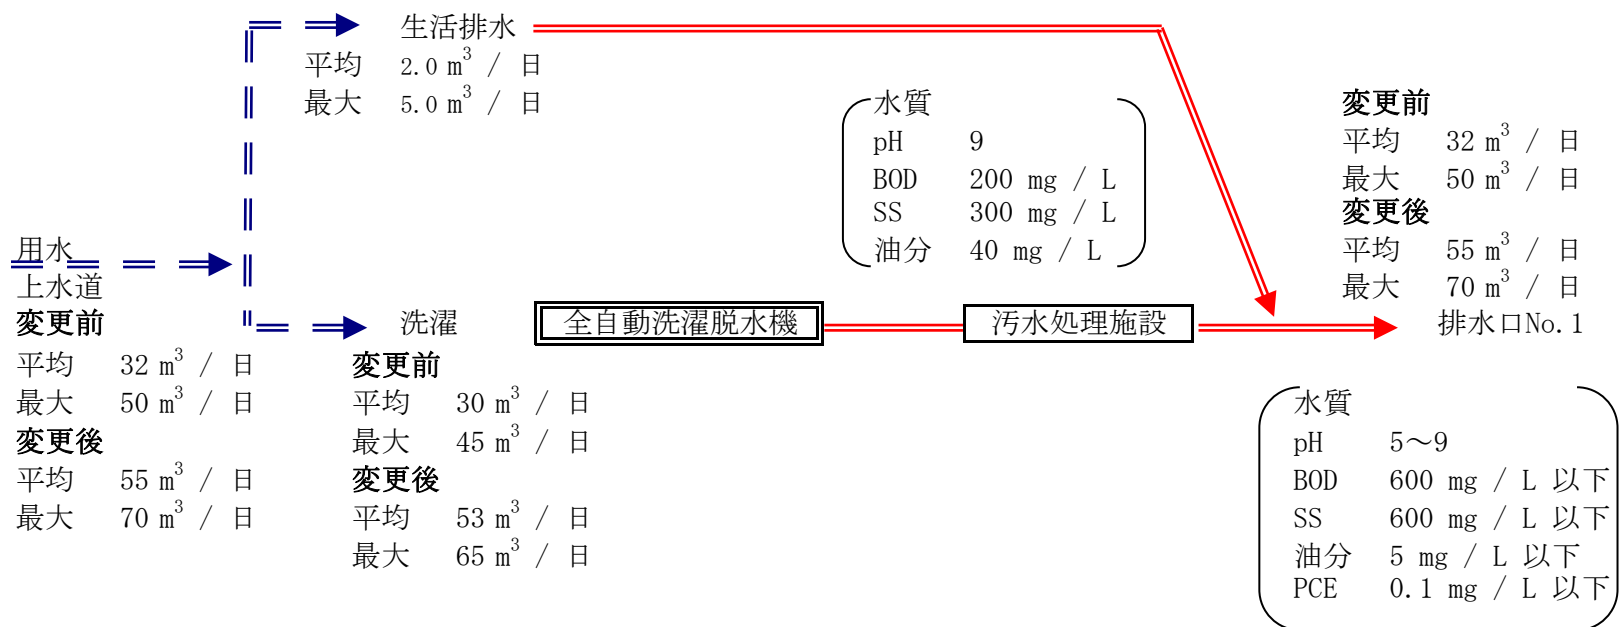 生活排水
平均 2.0 m³ / 日
最大 5.0 m³ / 日
水質
pH 9
BOD 200 mg / L
SS 300 mg / L
油分 40 mg / L
変更前
平均 32 m³ / 日
最大 50 m³ / 日
変更後
平均 55 m³ / 日
最大 70 m³ / 日
排水口No.1
用水
上水道
変更前
平均 32 m³ / 日
最大 50 m³ / 日
変更後
平均 55 m³ / 日
最大 70 m³ / 日
洗濯
変更前
平均 30 m³ / 日
最大 45 m³ / 日
変更後
平均 53 m³ / 日
最大 65 m³ / 日
全自動洗濯脱水機
汚水処理施設
水質
pH 5～9
BOD 600 mg / L 以下
SS 600 mg / L 以下
油分 5 mg / L 以下
PCE 0.1 mg / L 以下